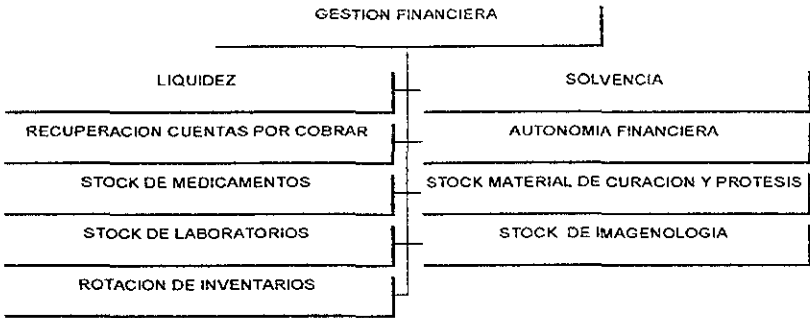 GESTION FINANCIERA
LIQUIDEZ
SOLVENCIA
RECUPERACION CUENTAS POR COBRAR
AUTONOMIA FINANCIERA
STOCK DE MEDICAMENTOS
STOCK MATERIAL DE CURACION Y PROTESIS
STOCK DE LABORATORIOS
STOCK DE IMAGENOLOGIA
ROTACION DE INVENTARIOS